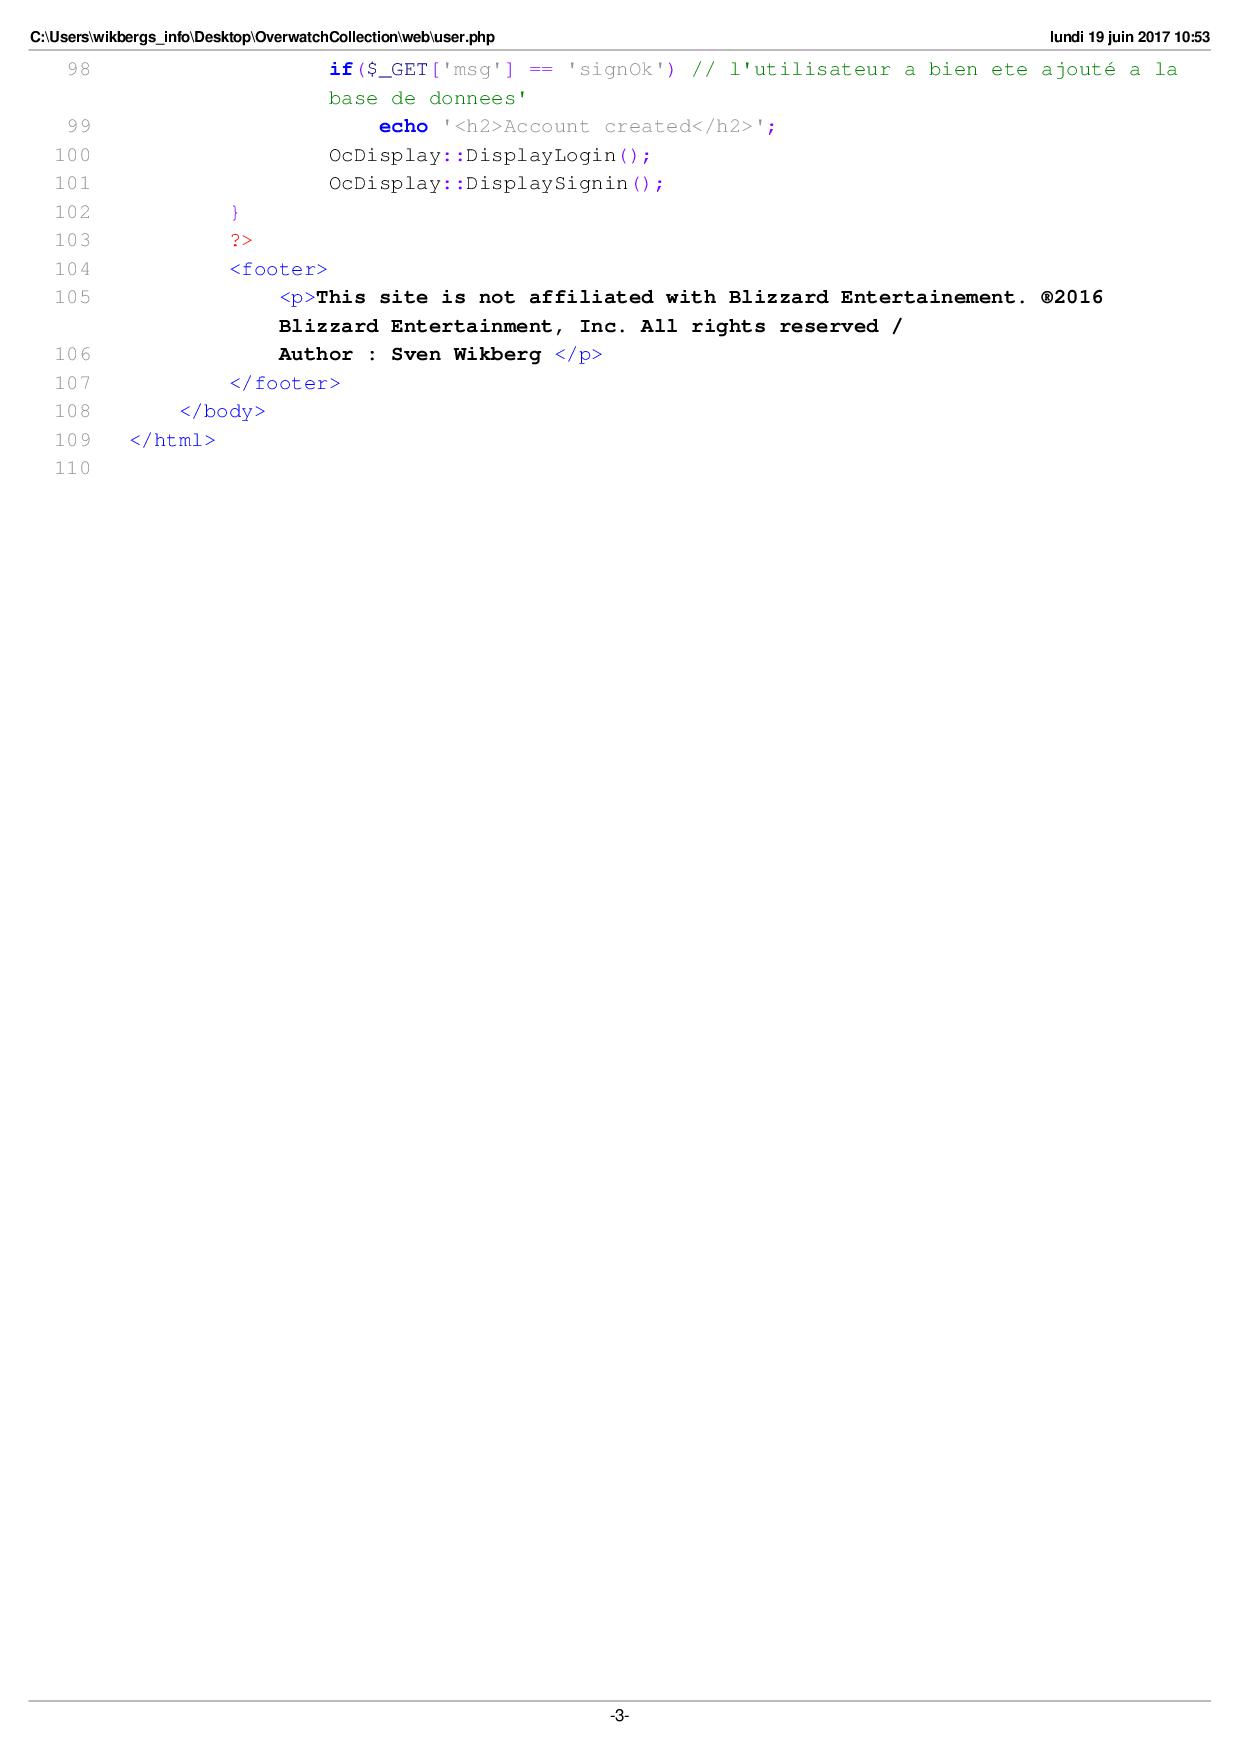 C:\Users\wikbergs_info\Desktop\OverwatchCollection\web\user.php lundi 19 juin 2017 10:53
98 if($_GET['msg'] == 'signOk') // l'utilisateur a bien ete ajouté a la
base de donnees'
99 echo '<h2>Account created</h2>';
100 OcDisplay::DisplayLogin();
101 OcDisplay::DisplaySignin();
102 }
103 ?>
104 <footer>
105 <p>This site is not affiliated with Blizzard Entertainement. ®2016
Blizzard Entertainment, Inc. All rights reserved /
106 Author : Sven Wikberg </p>
107 </footer>
108 </body>
109 </html>
110
-3-